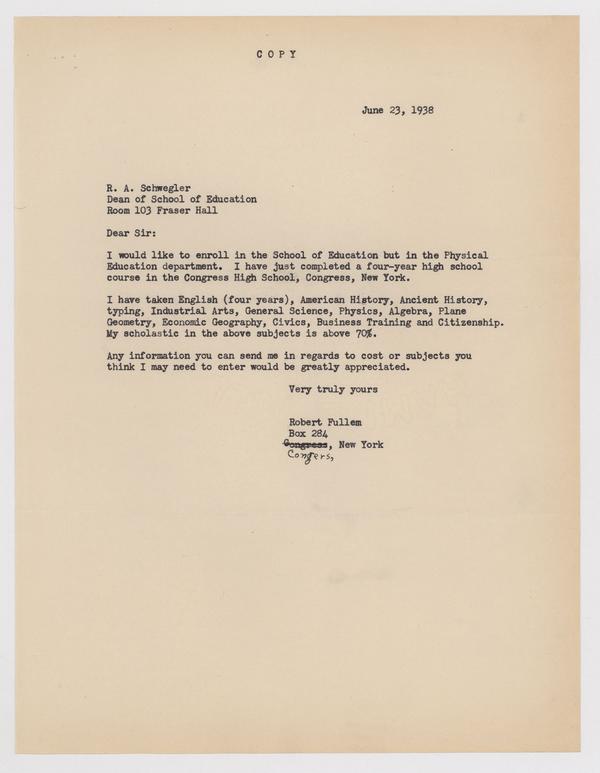 COPY
June 23, 1938
R. A. Schwegler
Dean of School of Education
Room 103 Fraser Hall
Dear Sir:
I would like to enroll in the School of Education but in the Physical
Education department. I have just completed a four-year high school
course in the Congress High School, Congress, New York.
I have taken English (four years), American History, Ancient History,
typing, Industrial Arts, General Science, Physics, Algebra, Plane
Geometry, Economic Geography, Civics, Business Training and Citizenship.
My scholastic in the above subjects is above 70%.
Any information you can send me in regards to cost or subjects you
think I may need to enter would be greatly appreciated.
Very truly yours
Robert Fullem
Box 284
Congress, New York
Congers,